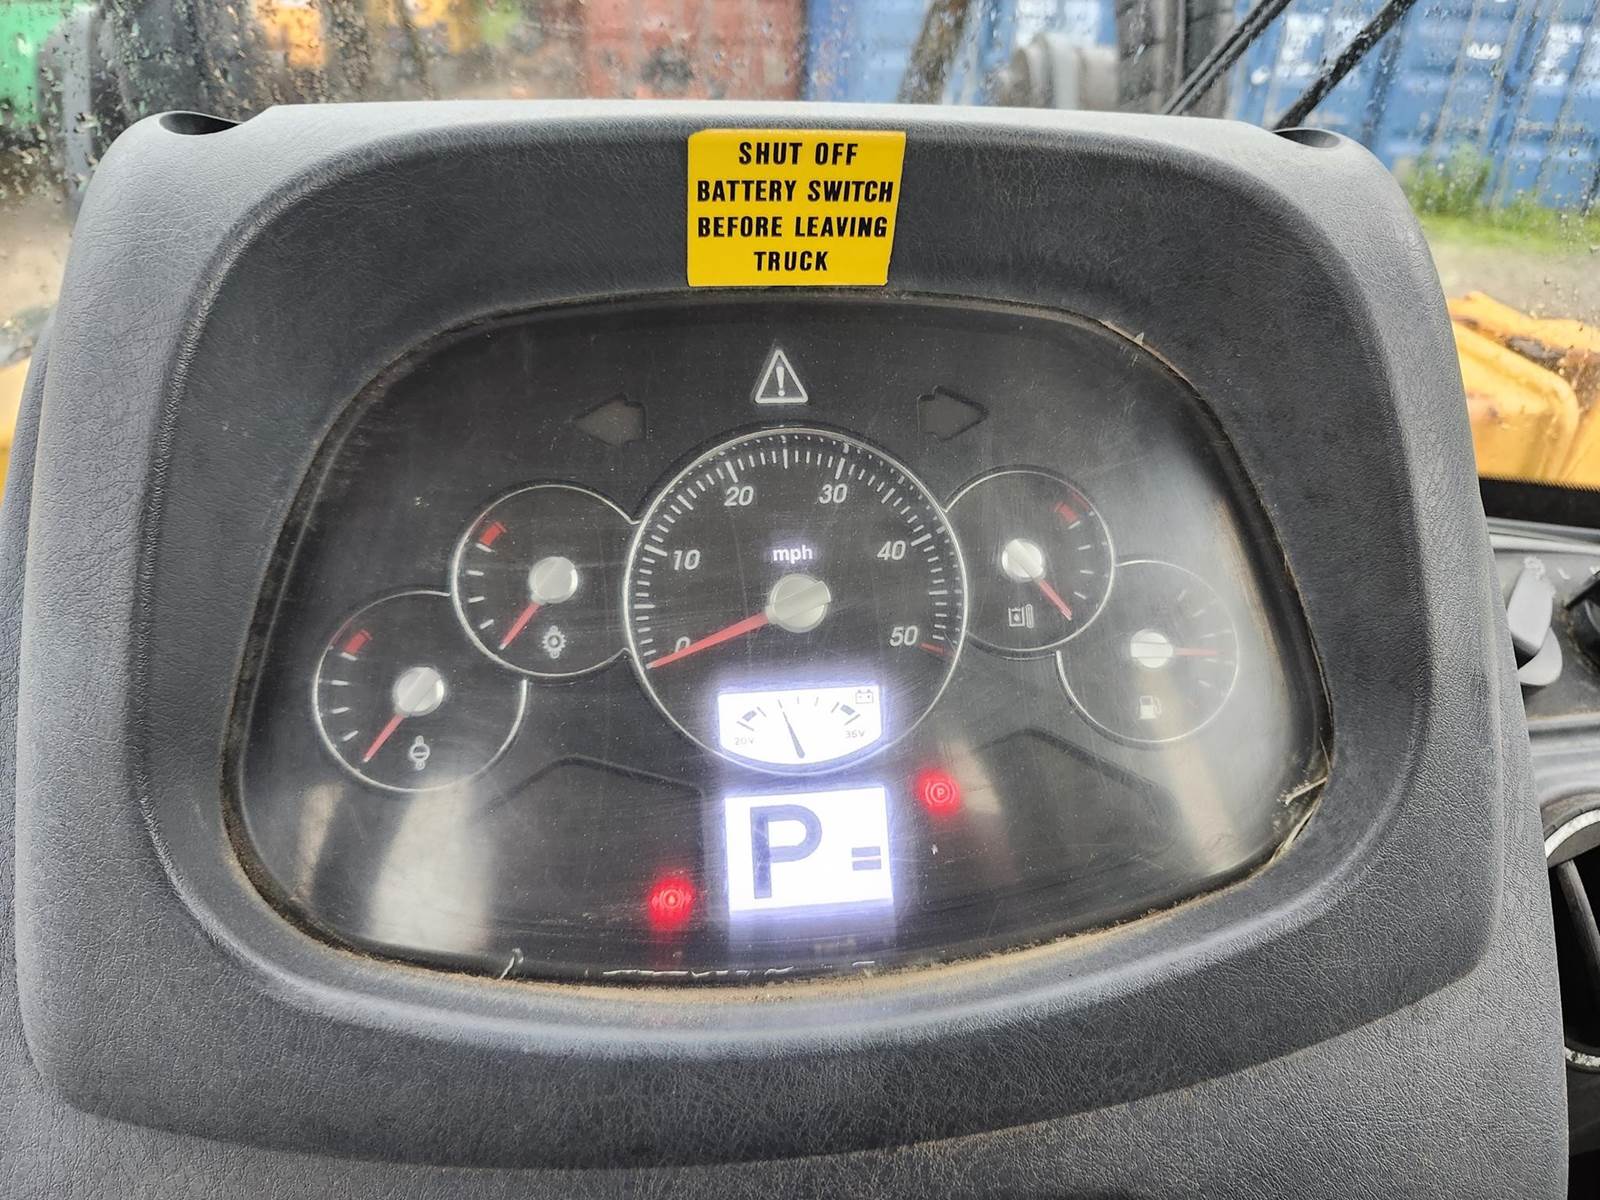 SHUT OFF
BATTERY SWITCH
BEFORE LEAVING
TRUCK
20 30
10 mph 40
0 50
20V 36V
P =
P